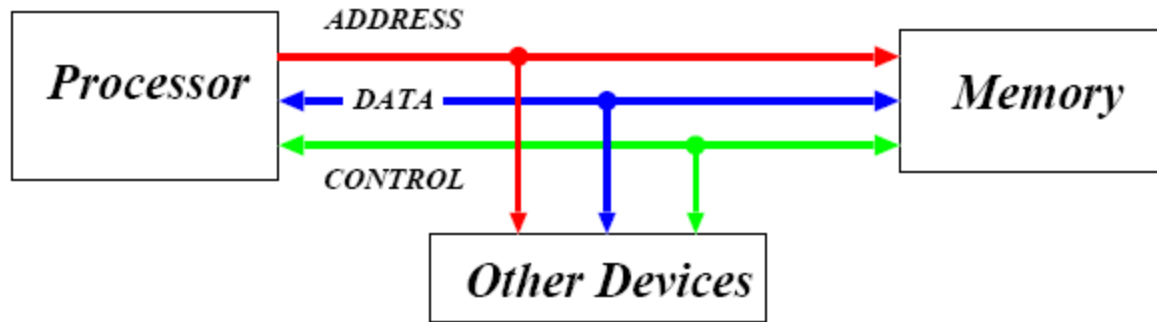 ADDRESS
Processor
DATA
Memory
CONTROL
Other Devices